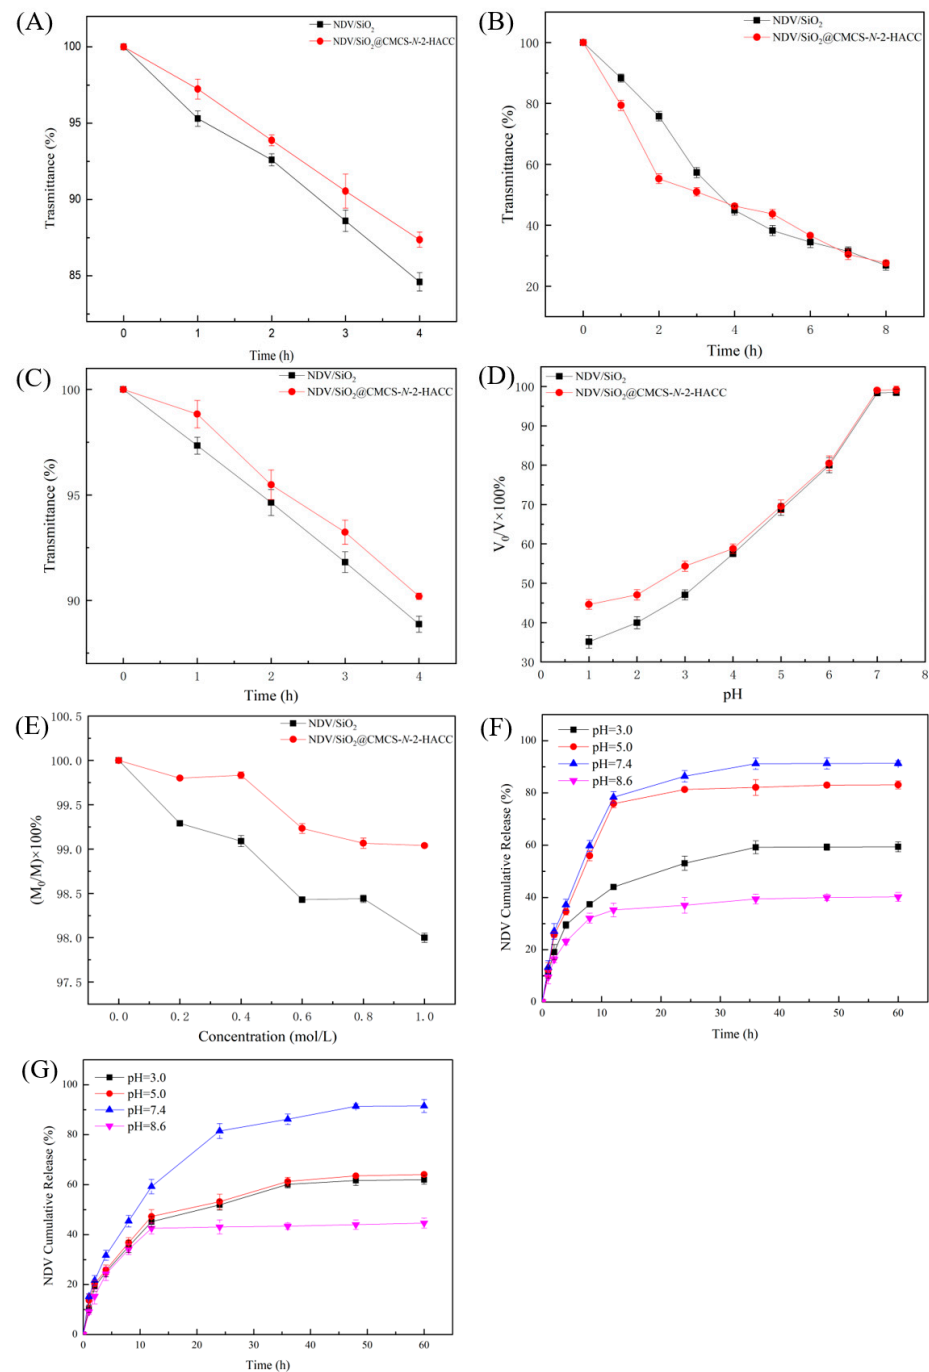 (A)
NDV/SiO₂
NDV/SiO₂@CMCS-N-2-HACC
100
95
90
85
Trasmittance (%)
0 1 2 3 4
Time (h)
(B)
NDV/SiO₂
NDV/SiO₂@CMCS-N-2-HACC
100
80
60
40
20
Transmittance (%)
0 2 4 6 8
Time (h)
(C)
NDV/SiO₂
NDV/SiO₂@CMCS-N-2-HACC
100
95
90
Transmittance (%)
0 1 2 3 4
Time (h)
(D)
NDV/SiO₂
NDV/SiO₂@CMCS-N-2-HACC
100
90
80
70
60
50
40
30
V₀/V×100%
0 1 2 3 4 5 6 7 8
pH
(E)
NDV/SiO₂
NDV/SiO₂@CMCS-N-2-HACC
100.5
100.0
99.5
99.0
98.5
98.0
97.5
(M₀/M)×100%
0.0 0.2 0.4 0.6 0.8 1.0
Concentration (mol/L)
(F)
pH=3.0
pH=5.0
pH=7.4
pH=8.6
100
80
60
40
20
0
NDV Cumulative Release (%)
0 10 20 30 40 50 60
Time (h)
(G)
pH=3.0
pH=5.0
pH=7.4
pH=8.6
100
80
60
40
20
0
NDV Cumulative Release (%)
0 10 20 30 40 50 60
Time (h)